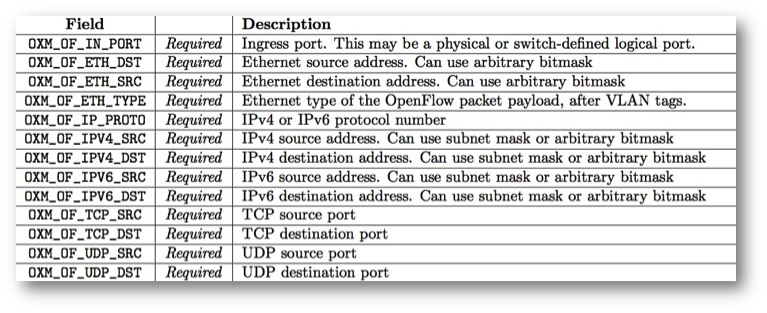 Field Description
OXM_OF_IN_PORT Required Ingress port. This may be a physical or switch-defined logical port.
OXM_OF_ETH_DST Required Ethernet source address. Can use arbitrary bitmask
OXM_OF_ETH_SRC Required Ethernet destination address. Can use arbitrary bitmask
OXM_OF_ETH_TYPE Required Ethernet type of the OpenFlow packet payload, after VLAN tags.
OXM_OF_IP_PROTO Required IPv4 or IPv6 protocol number
OXM_OF_IPV4_SRC Required IPv4 source address. Can use subnet mask or arbitrary bitmask
OXM_OF_IPV4_DST Required IPv4 destination address. Can use subnet mask or arbitrary bitmask
OXM_OF_IPV6_SRC Required IPv6 source address. Can use subnet mask or arbitrary bitmask
OXM_OF_IPV6_DST Required IPv6 destination address. Can use subnet mask or arbitrary bitmask
OXM_OF_TCP_SRC Required TCP source port
OXM_OF_TCP_DST Required TCP destination port
OXM_OF_UDP_SRC Required UDP source port
OXM_OF_UDP_DST Required UDP destination port